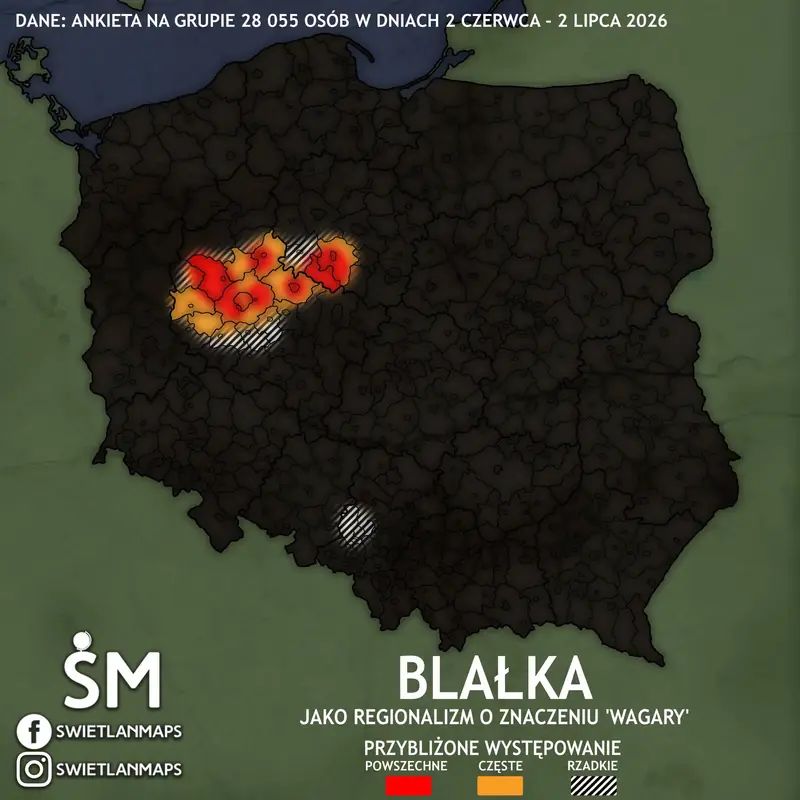 DANE: ANKIETA NA GRUPIE 28 055 OSÓB W DNIACH 2 CZERWCA - 2 LIPCA 2026
ŚM
SWIETLANMAPS
SWIETLANMAPS
BLAŁKA
JAKO REGIONALIZM O ZNACZENIU 'WAGARY'
PRZYBLIŻONE WYSTĘPOWANIE
POWSZECHNE CZĘSTE RZADKIE